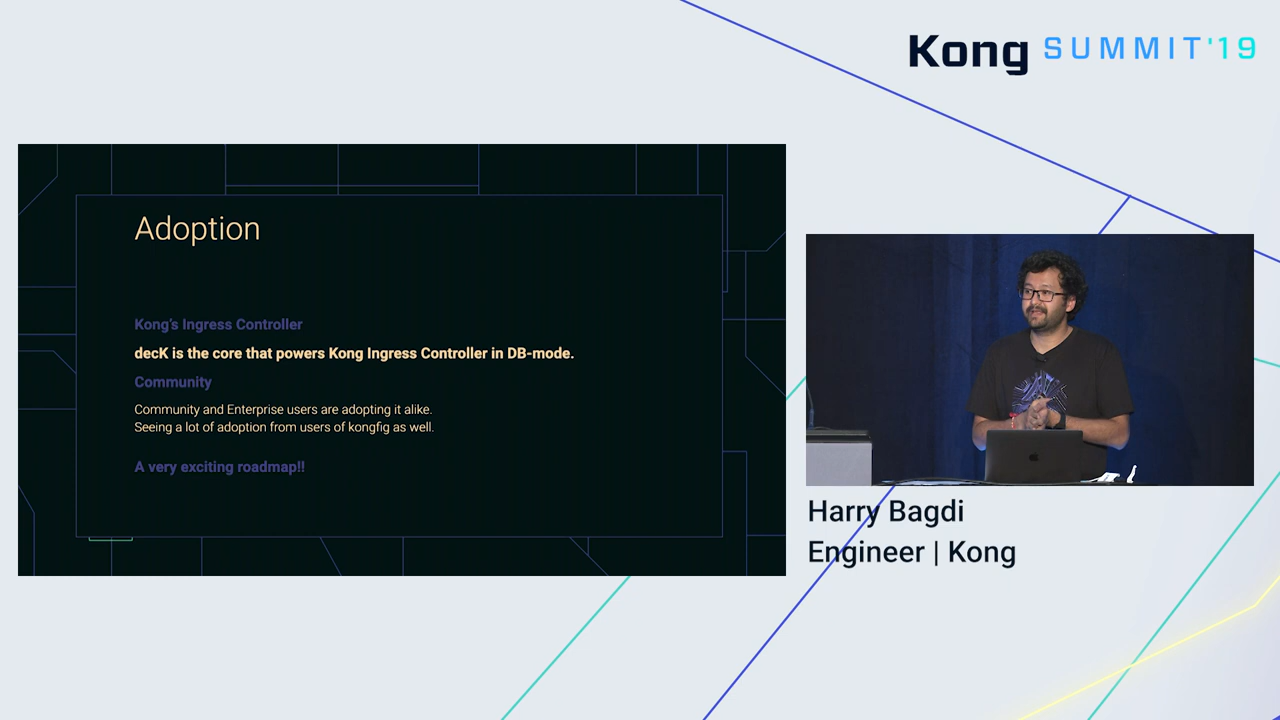 Kong SUMMIT'19
Adoption
Kong's Ingress Controller
decK is the core that powers Kong Ingress Controller in DB-mode.
Community
Community and Enterprise users are adopting it alike.
Seeing a lot of adoption from users of kongfig as well.
A very exciting roadmap!!
Harry Bagdi
Engineer | Kong